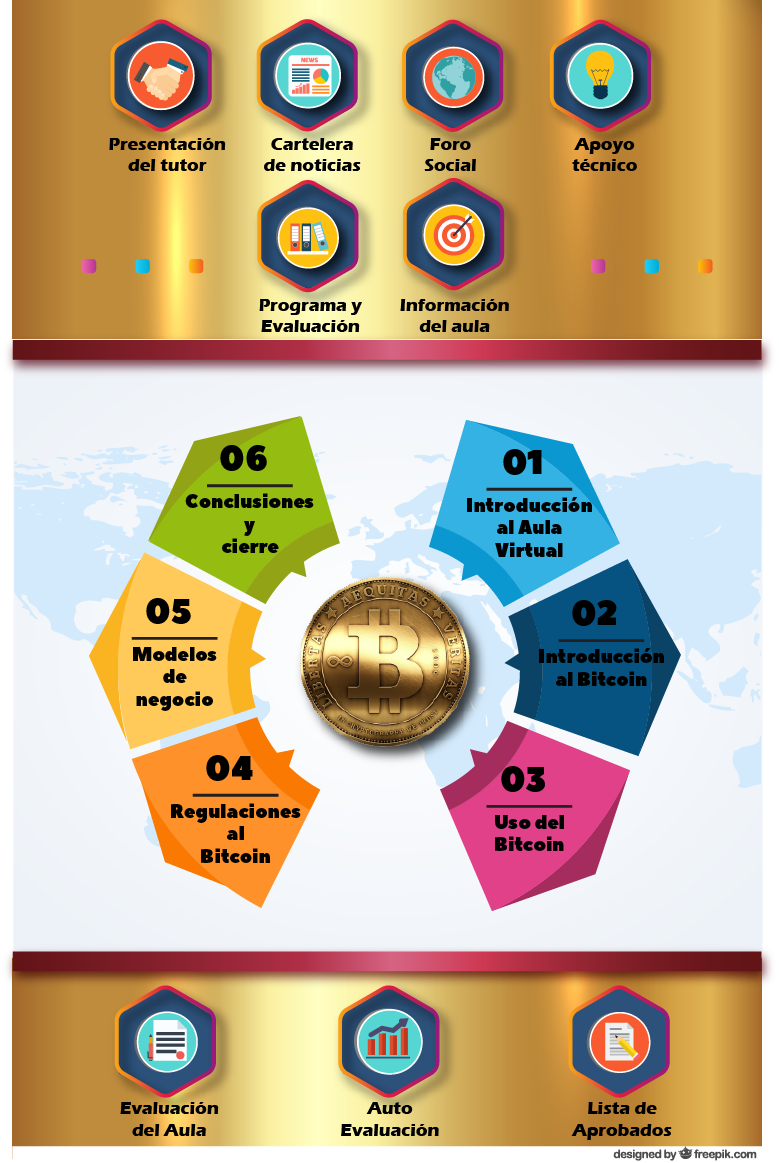 NEWS
Presentación
del tutor
Cartelera
de noticias
Foro
Social
Apoyo
técnico
Programa y
Evaluación
Información
del aula
06
Conclusiones
y
cierre
01
Introducción
al Aula
Virtual
05
Modelos
de
negocio
LIBERTAS ★ AEQUITAS ★ VERITAS
02
Introducción
al Bitcoin
04
Regulaciones
al
Bitcoin
03
Uso del
Bitcoin
Evaluación
del Aula
Auto
Evaluación
Lista de
Aprobados
designed by freepik.com